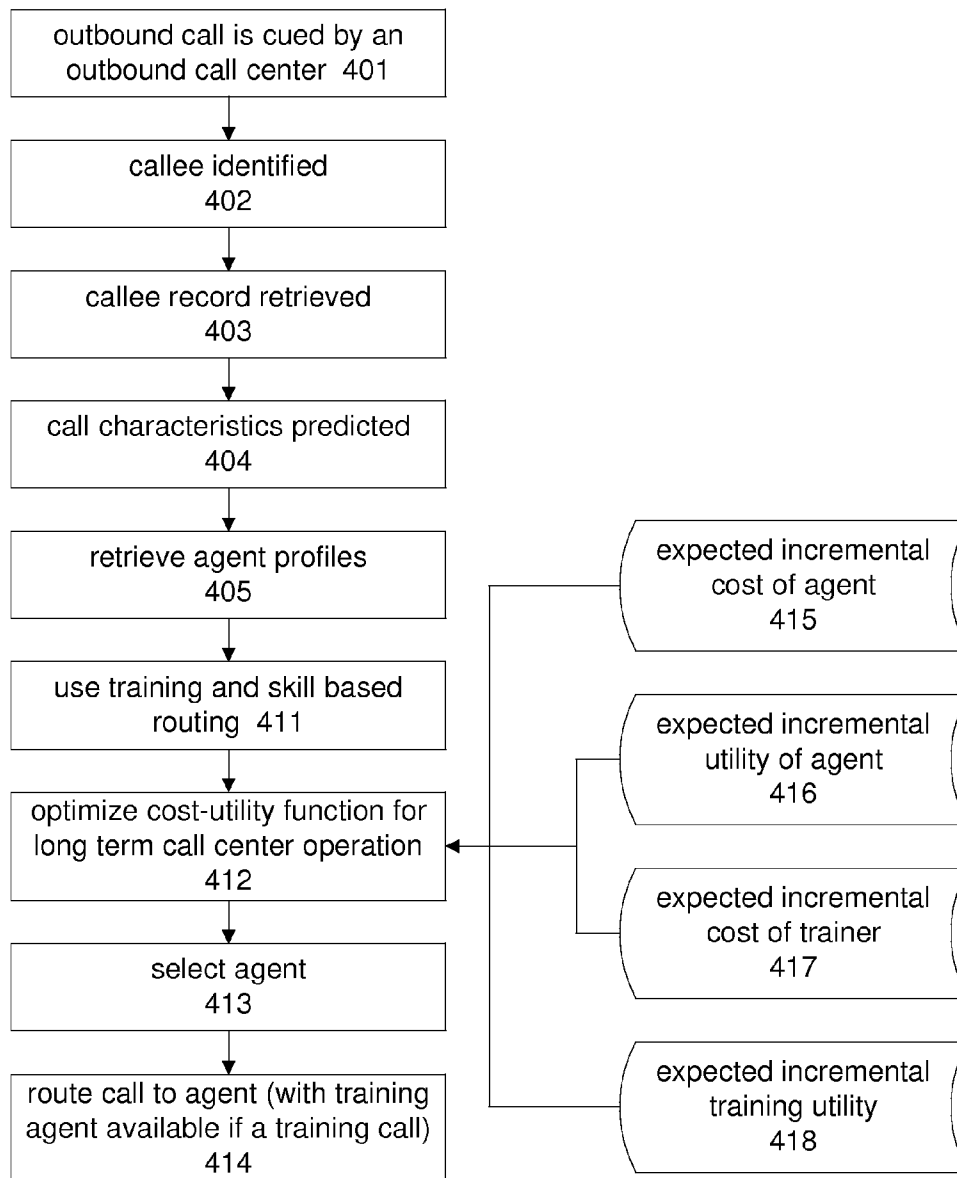 outbound call is cued by an
outbound call center 401
callee identified
402
callee record retrieved
403
call characteristics predicted
404
retrieve agent profiles
405
use training and skill based
routing 411
optimize cost-utility function for
long term call center operation
412
select agent
413
route call to agent (with training
agent available if a training call)
414
expected incremental
cost of agent
415
expected incremental
utility of agent
416
expected incremental
cost of trainer
417
expected incremental
training utility
418